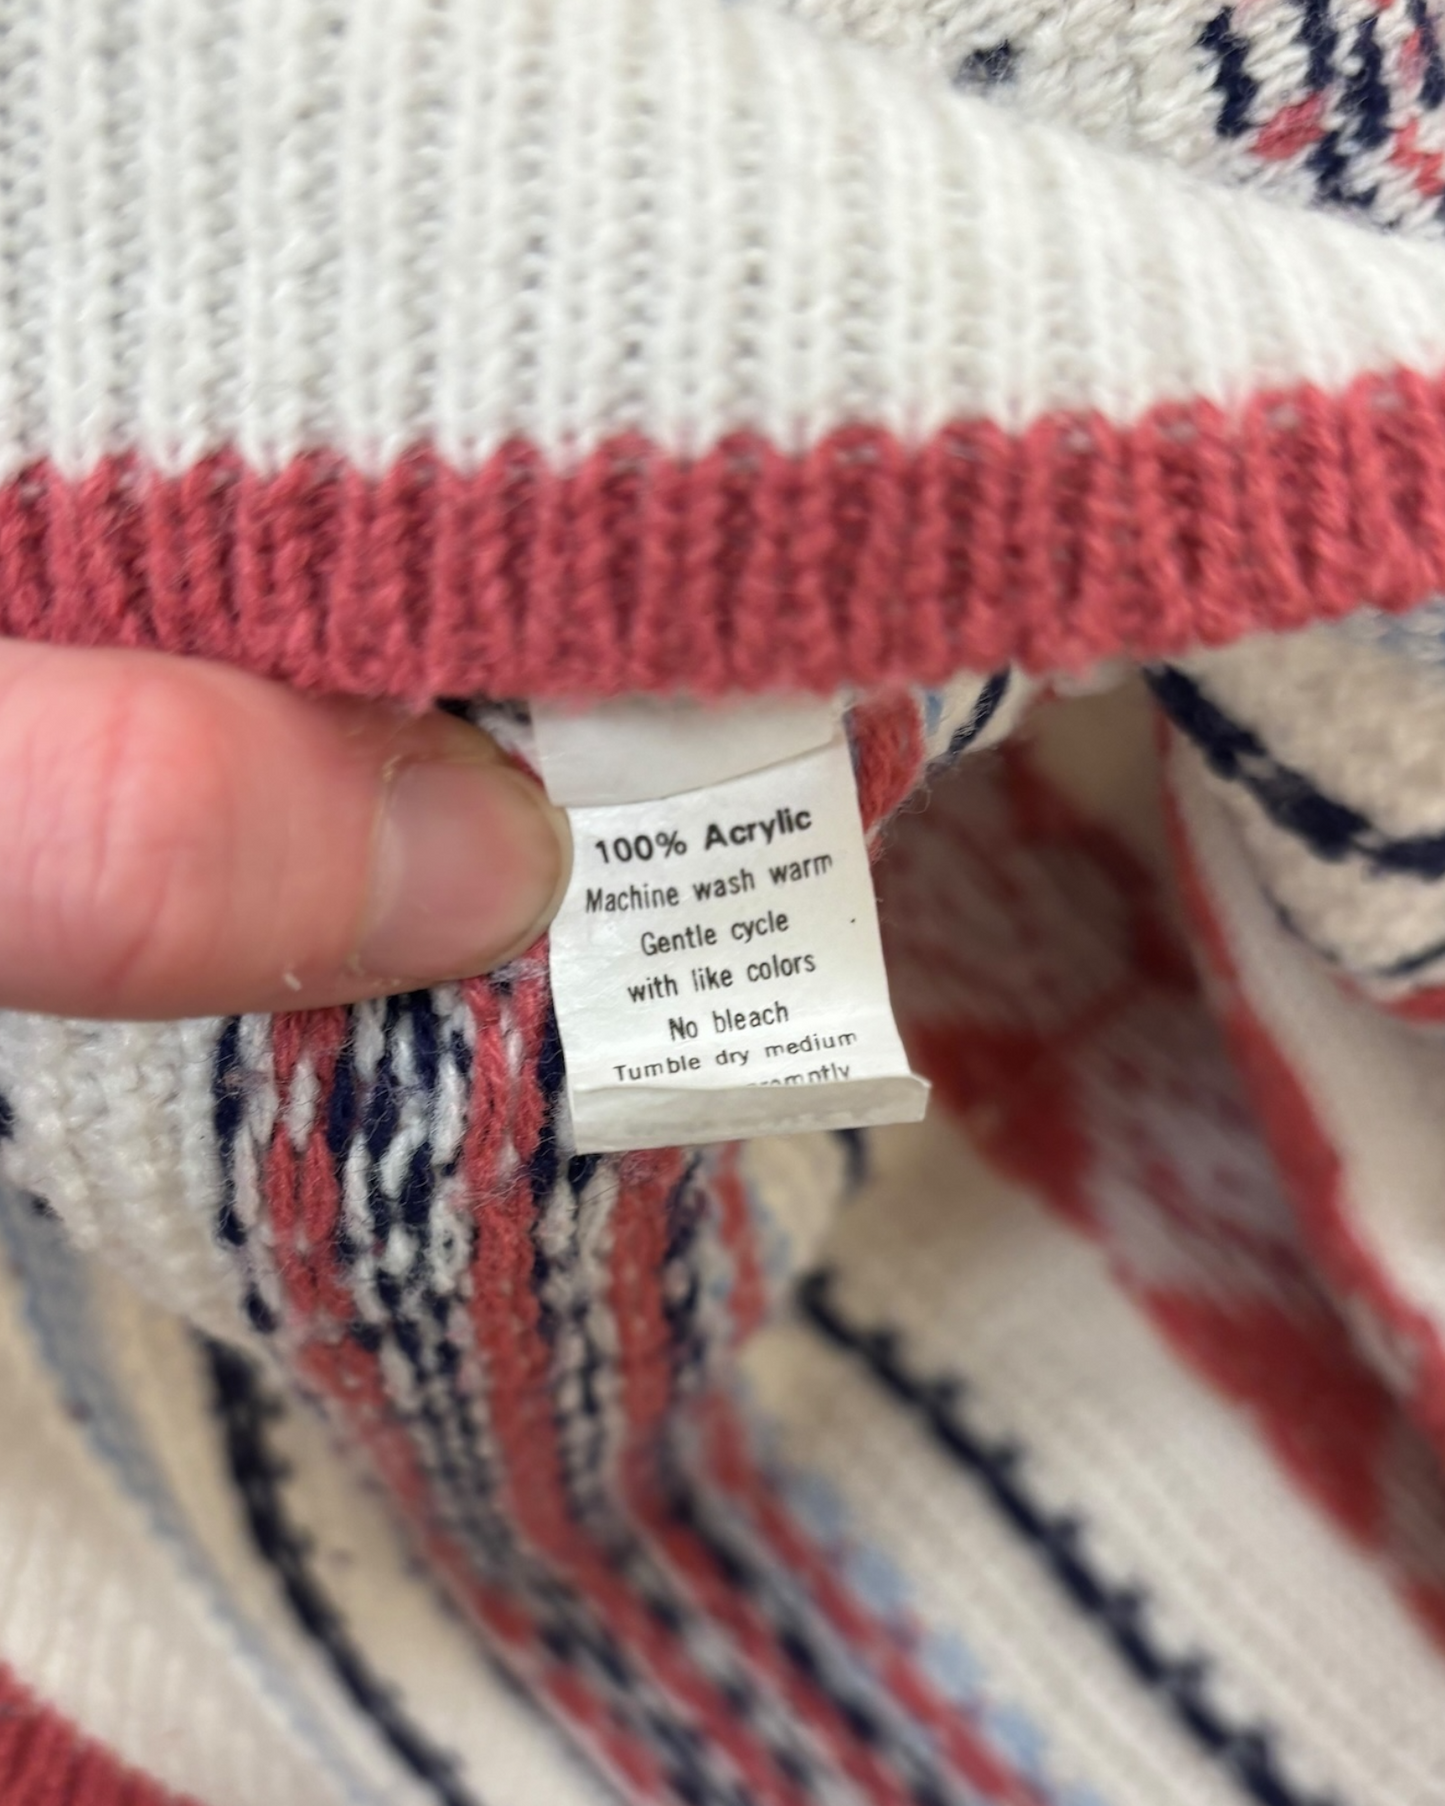 100% Acrylic
Machine wash warm
Gentle cycle
with like colors
No bleach
Tumble dry medium